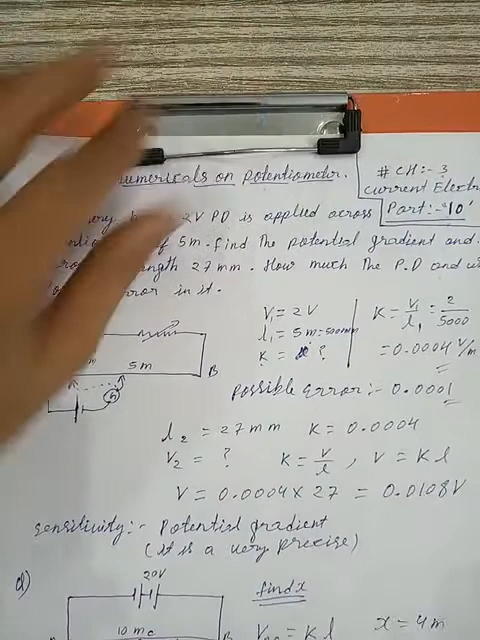 numericals on potentiometer.
# CH:- 3
current Electr
Part:- '10'
2V PD is applied across
of 5m. find the potential gradient and
length 27mm. How much the P.D and w
error in it.
V₁ = 2V
l₁ = 5m = 500mm
K = ?
K = V/l₁ = 2/5000
= 0.0004 V/m
5m
B
G
possible error:- 0.0001
l₂ = 27mm K = 0.0004
V₂ = ? K = V/l , V = Kl
V = 0.0004 × 27 = 0.0108V
sensitivity:- Potential gradient
(it is a very precise)
d)
20V
find x
10 m
B
= Kl
x = 4m